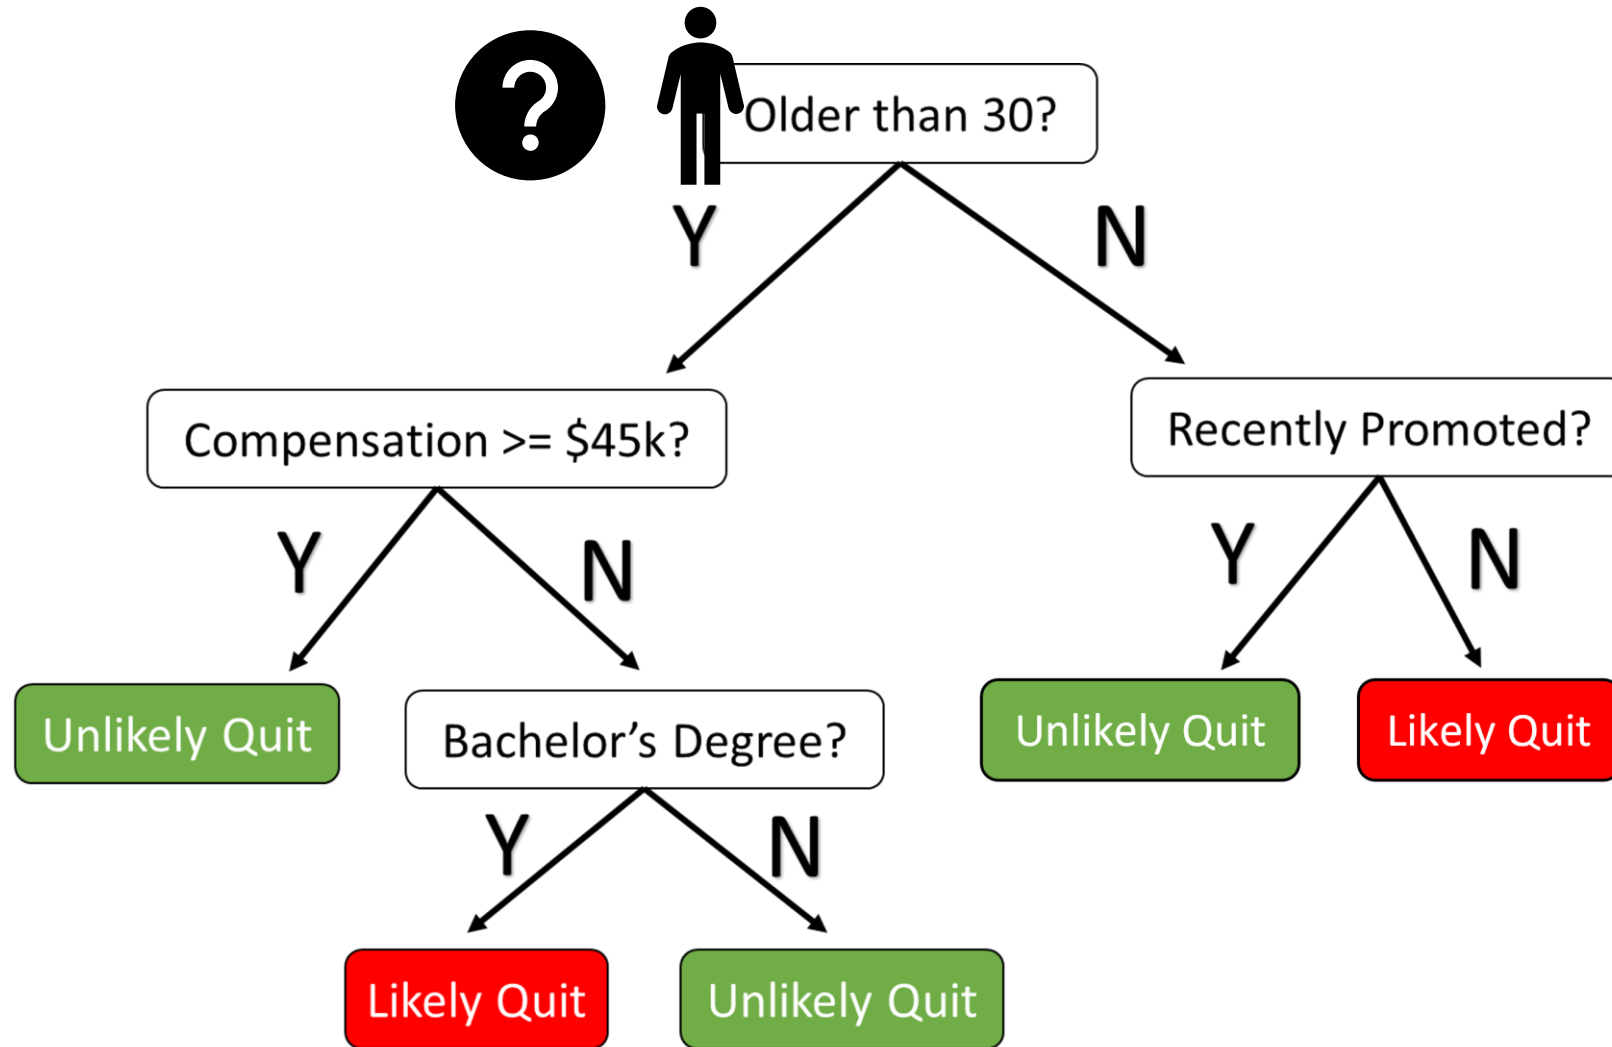 ?
Older than 30?
Y
N
Compensation >= $45k?
Recently Promoted?
Y
N
Y
N
Unlikely Quit
Bachelor’s Degree?
Unlikely Quit
Likely Quit
Y
N
Likely Quit
Unlikely Quit